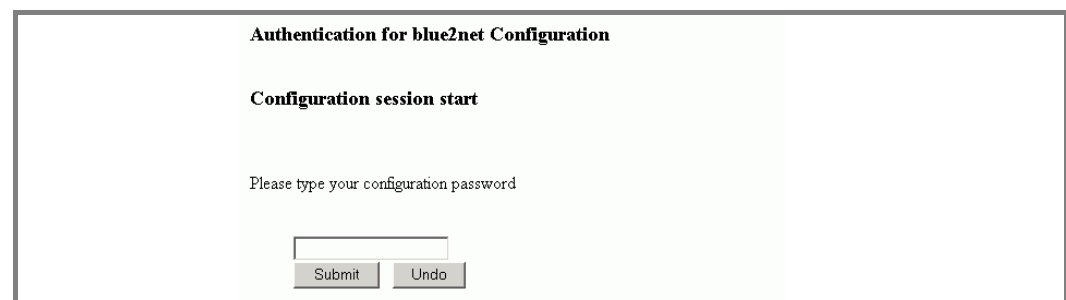 Authentication for blue2net Configuration
Configuration session start
Please type your configuration password
Submit Undo